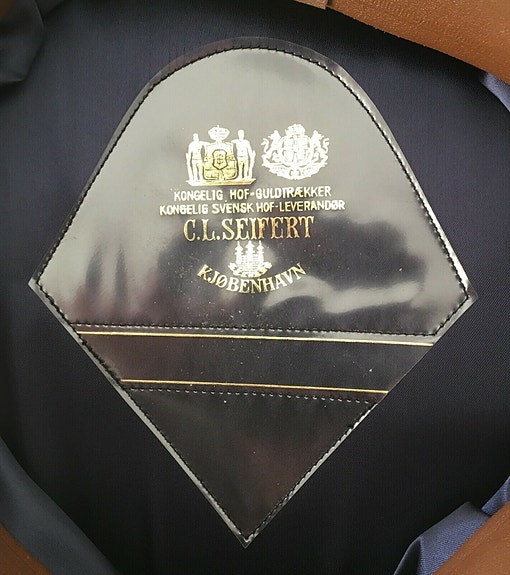 KONGELIG HOF-GULDTRÆKKER
KONGELIG SVENSK HOF-LEVERANDØR
C.L. SEIFERT
KJØBENHAVN